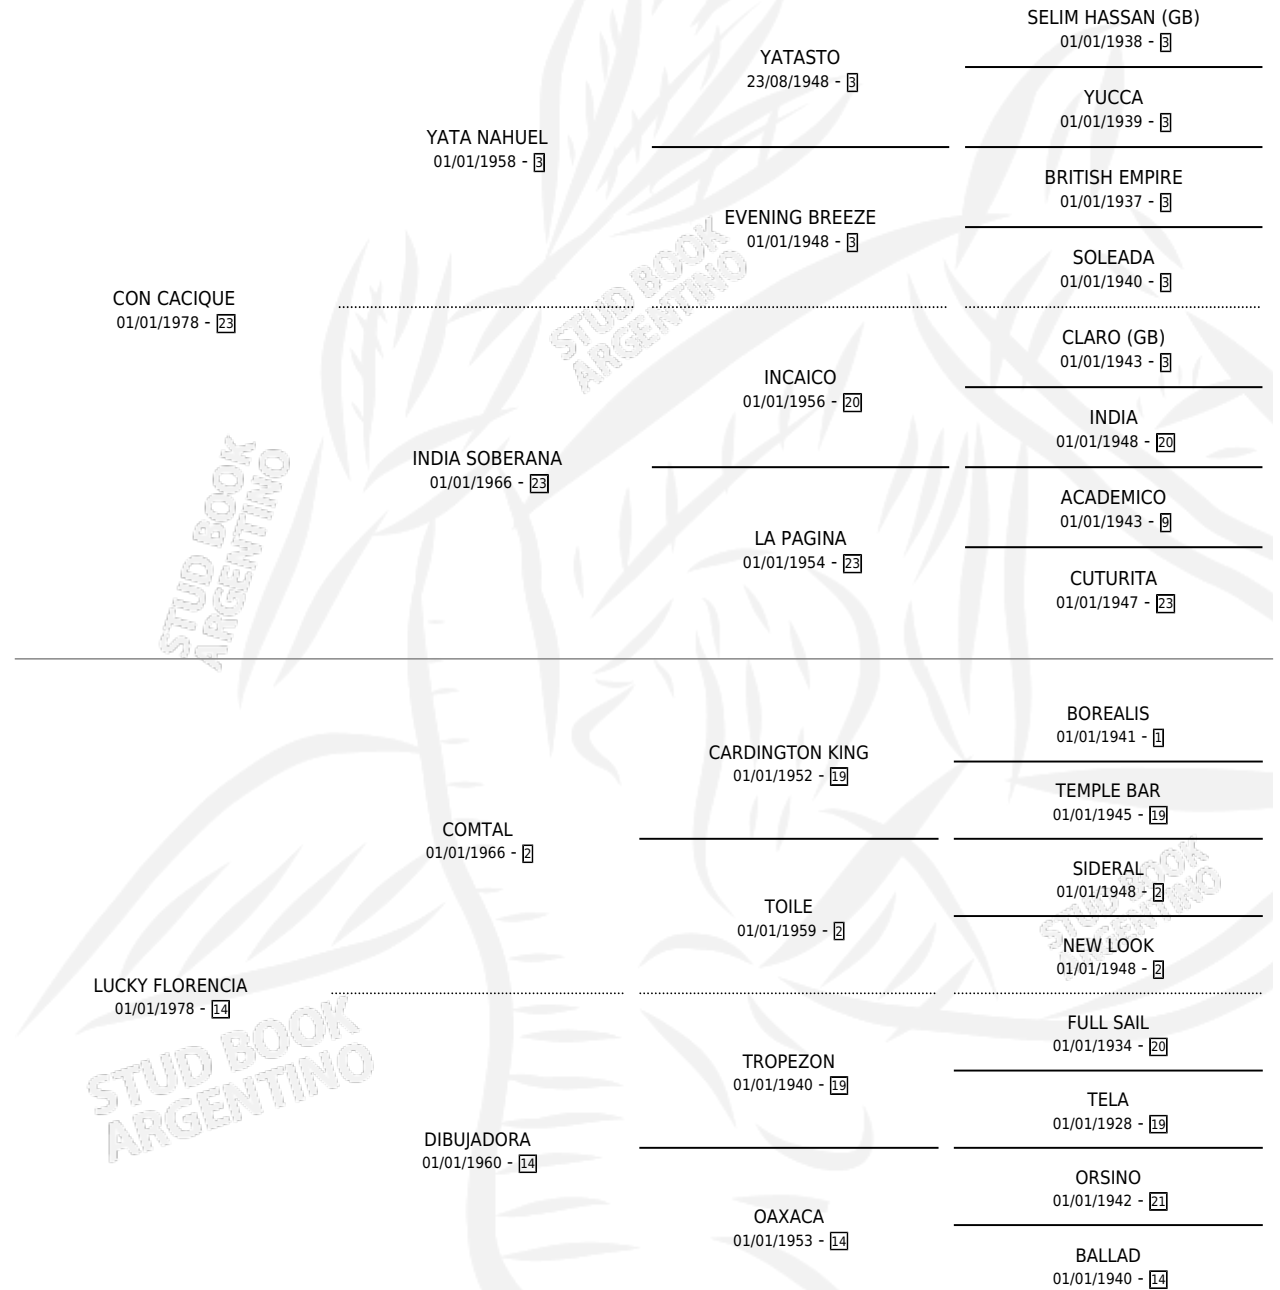 SELIM HASSAN (GB)
01/01/1938 - 3
YATASTO
23/08/1948 - 3
YUCCA
01/01/1939 - 3
YATA NAHUEL
01/01/1958 - 3
BRITISH EMPIRE
01/01/1937 - 3
EVENING BREEZE
01/01/1948 - 3
SOLEADA
01/01/1940 - 3
CON CACIQUE
01/01/1978 - 23
CLARO (GB)
01/01/1943 - 3
INCAICO
01/01/1956 - 20
INDIA
01/01/1948 - 20
INDIA SOBERANA
01/01/1966 - 23
ACADEMICO
01/01/1943 - 9
LA PAGINA
01/01/1954 - 23
CUTURITA
01/01/1947 - 23
BOREALIS
01/01/1941 - 1
CARDINGTON KING
01/01/1952 - 19
TEMPLE BAR
01/01/1945 - 19
COMTAL
01/01/1966 - 2
SIDERAL
01/01/1948 - 2
TOILE
01/01/1959 - 2
NEW LOOK
01/01/1948 - 2
LUCKY FLORENCIA
01/01/1978 - 14
FULL SAIL
01/01/1934 - 20
TROPEZON
01/01/1940 - 19
TELA
01/01/1928 - 19
DIBUJADORA
01/01/1960 - 14
ORSINO
01/01/1942 - 21
OAXACA
01/01/1953 - 14
BALLAD
01/01/1940 - 14
STUD BOOK
ARGENTINO
STUD BOOK
ARGENTINO
STUD BOOK
ARGENTINO
STUD BOOK
ARGENTINO